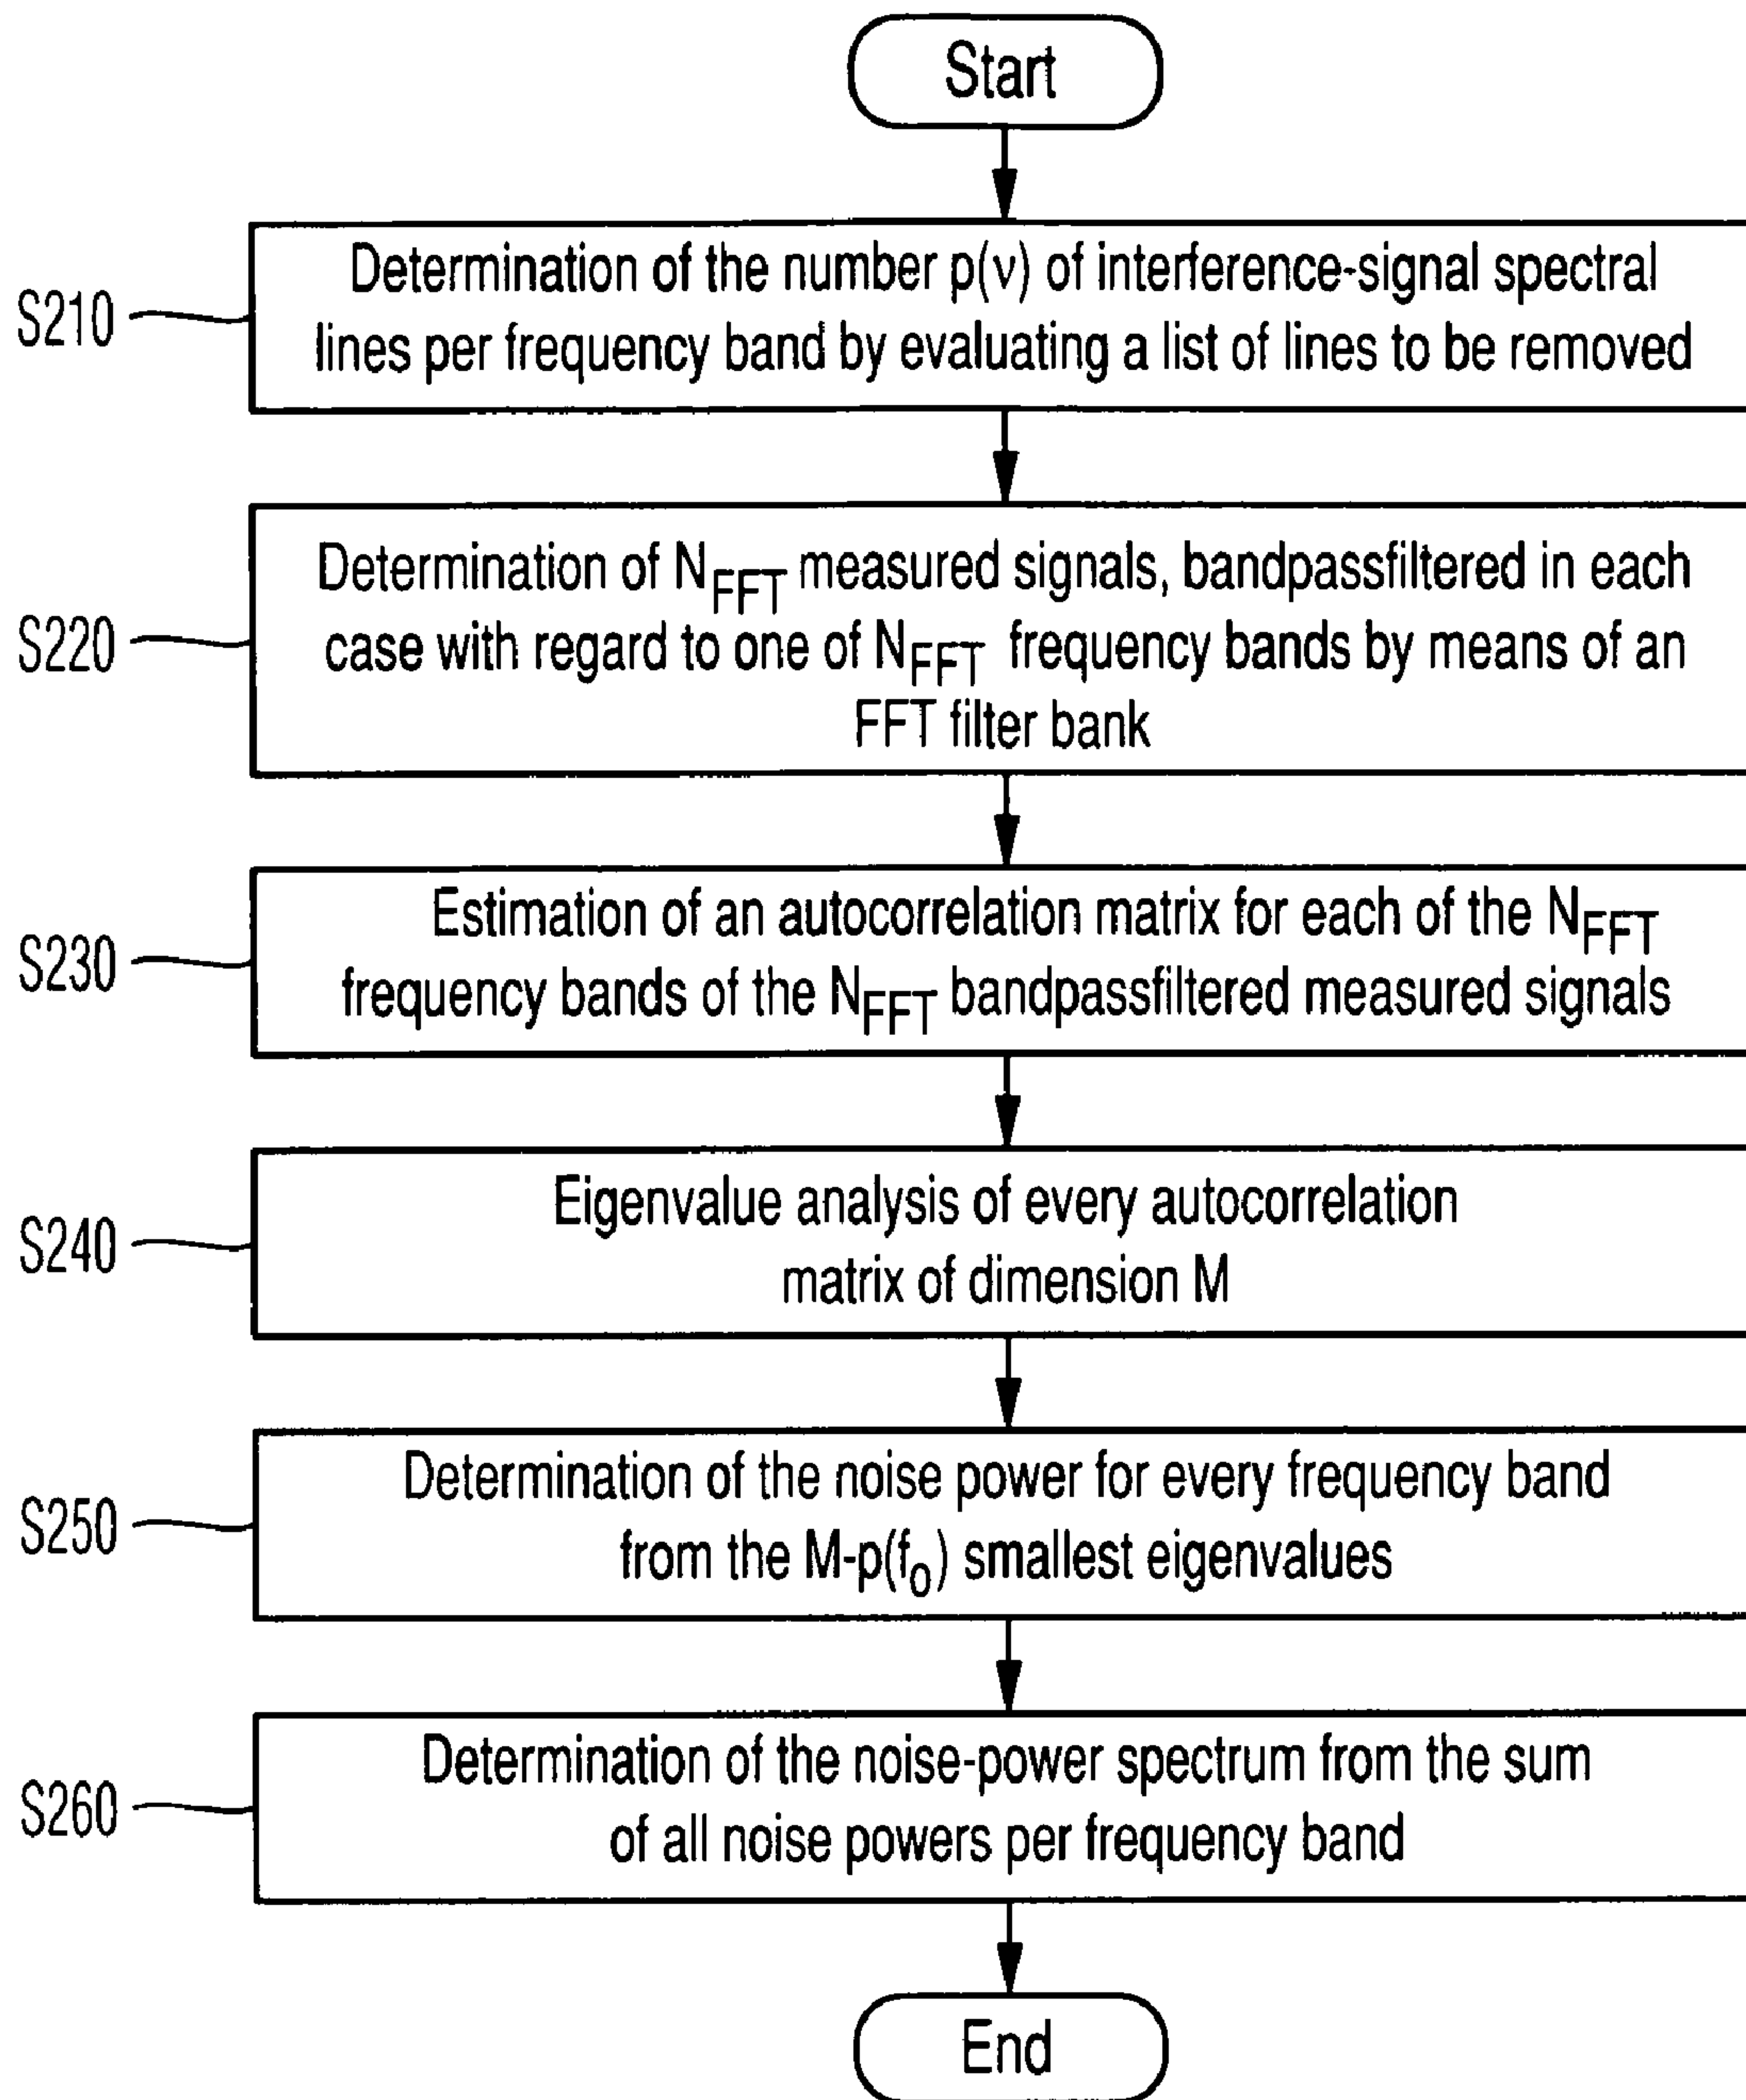 Start
S210
Determination of the number p(ν) of interference-signal spectral
lines per frequency band by evaluating a list of lines to be removed
S220
Determination of N_FFT measured signals, bandpassfiltered in each
case with regard to one of N_FFT frequency bands by means of an
FFT filter bank
S230
Estimation of an autocorrelation matrix for each of the N_FFT
frequency bands of the N_FFT bandpassfiltered measured signals
S240
Eigenvalue analysis of every autocorrelation
matrix of dimension M
S250
Determination of the noise power for every frequency band
from the M-p(f_o) smallest eigenvalues
S260
Determination of the noise-power spectrum from the sum
of all noise powers per frequency band
End